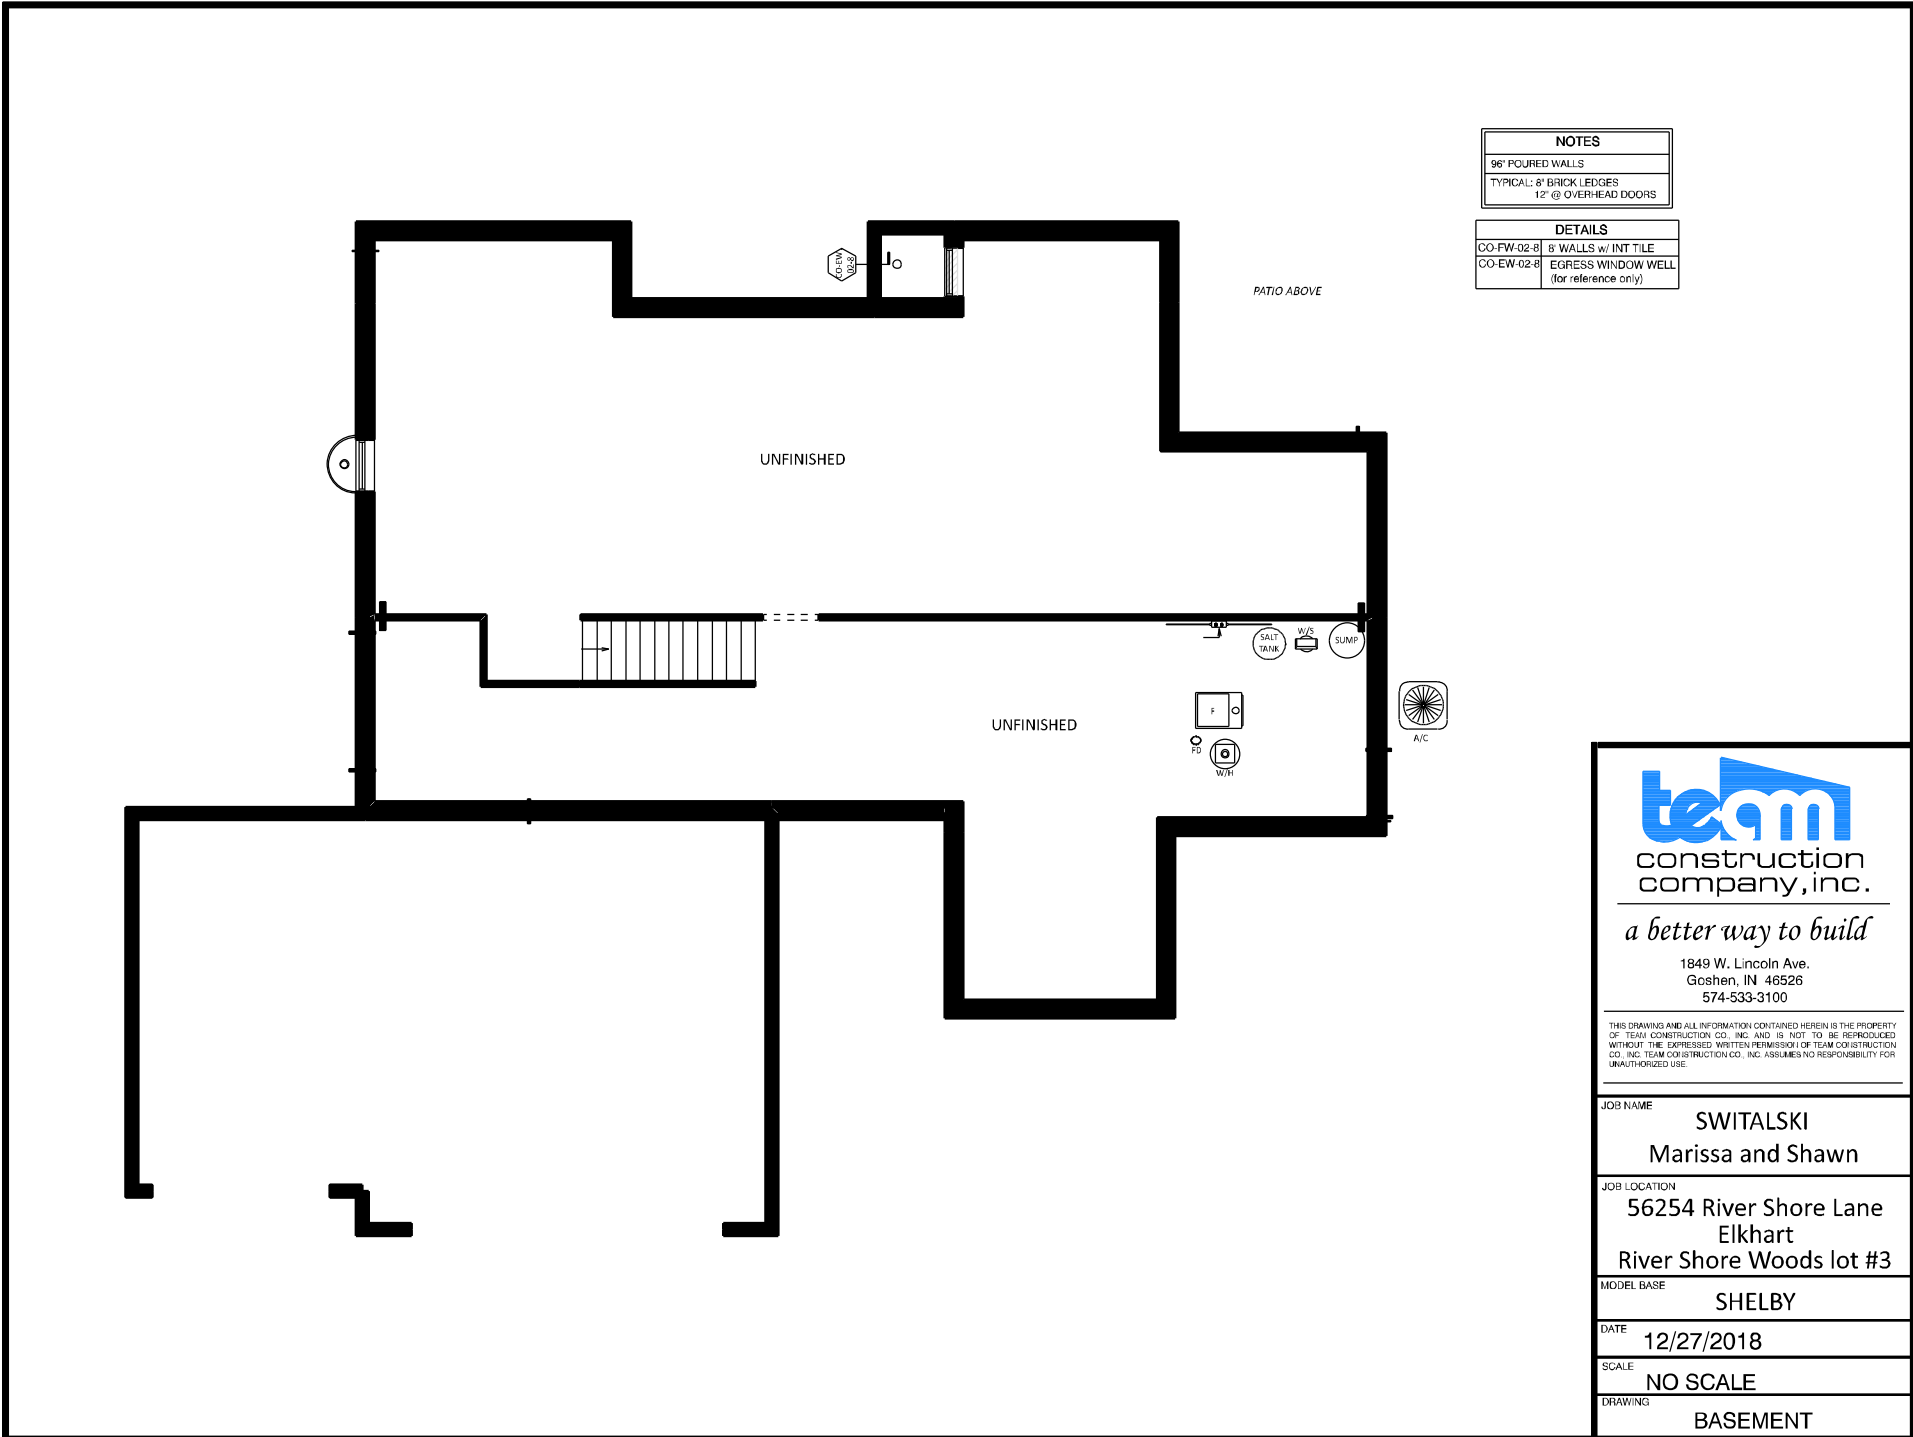 NOTES
96" POURED WALLS
TYPICAL: 8" BRICK LEDGES
12" @ OVERHEAD DOORS
DETAILS
CO-FW-02-8 8' WALLS w/ INT TILE
CO-EW-02-8 EGRESS WINDOW WELL
(for reference only)
CO-EW
02-8
PATIO ABOVE
UNFINISHED
SALT
TANK
W/S
SUMP
F
FD
W/H
A/C
UNFINISHED
team
construction
company,inc.
a better way to build
1849 W. Lincoln Ave.
Goshen, IN 46526
574-533-3100
THIS DRAWING AND ALL INFORMATION CONTAINED HEREIN IS THE PROPERTY
OF TEAM CONSTRUCTION CO., INC. AND IS NOT TO BE REPRODUCED
WITHOUT THE EXPRESSED WRITTEN PERMISSION OF TEAM CONSTRUCTION
CO., INC. TEAM CONSTRUCTION CO., INC. ASSUMES NO RESPONSIBILITY FOR
UNAUTHORIZED USE.
JOB NAME
SWITALSKI
Marissa and Shawn
JOB LOCATION
56254 River Shore Lane
Elkhart
River Shore Woods lot #3
MODEL BASE
SHELBY
DATE
12/27/2018
SCALE
NO SCALE
DRAWING
BASEMENT